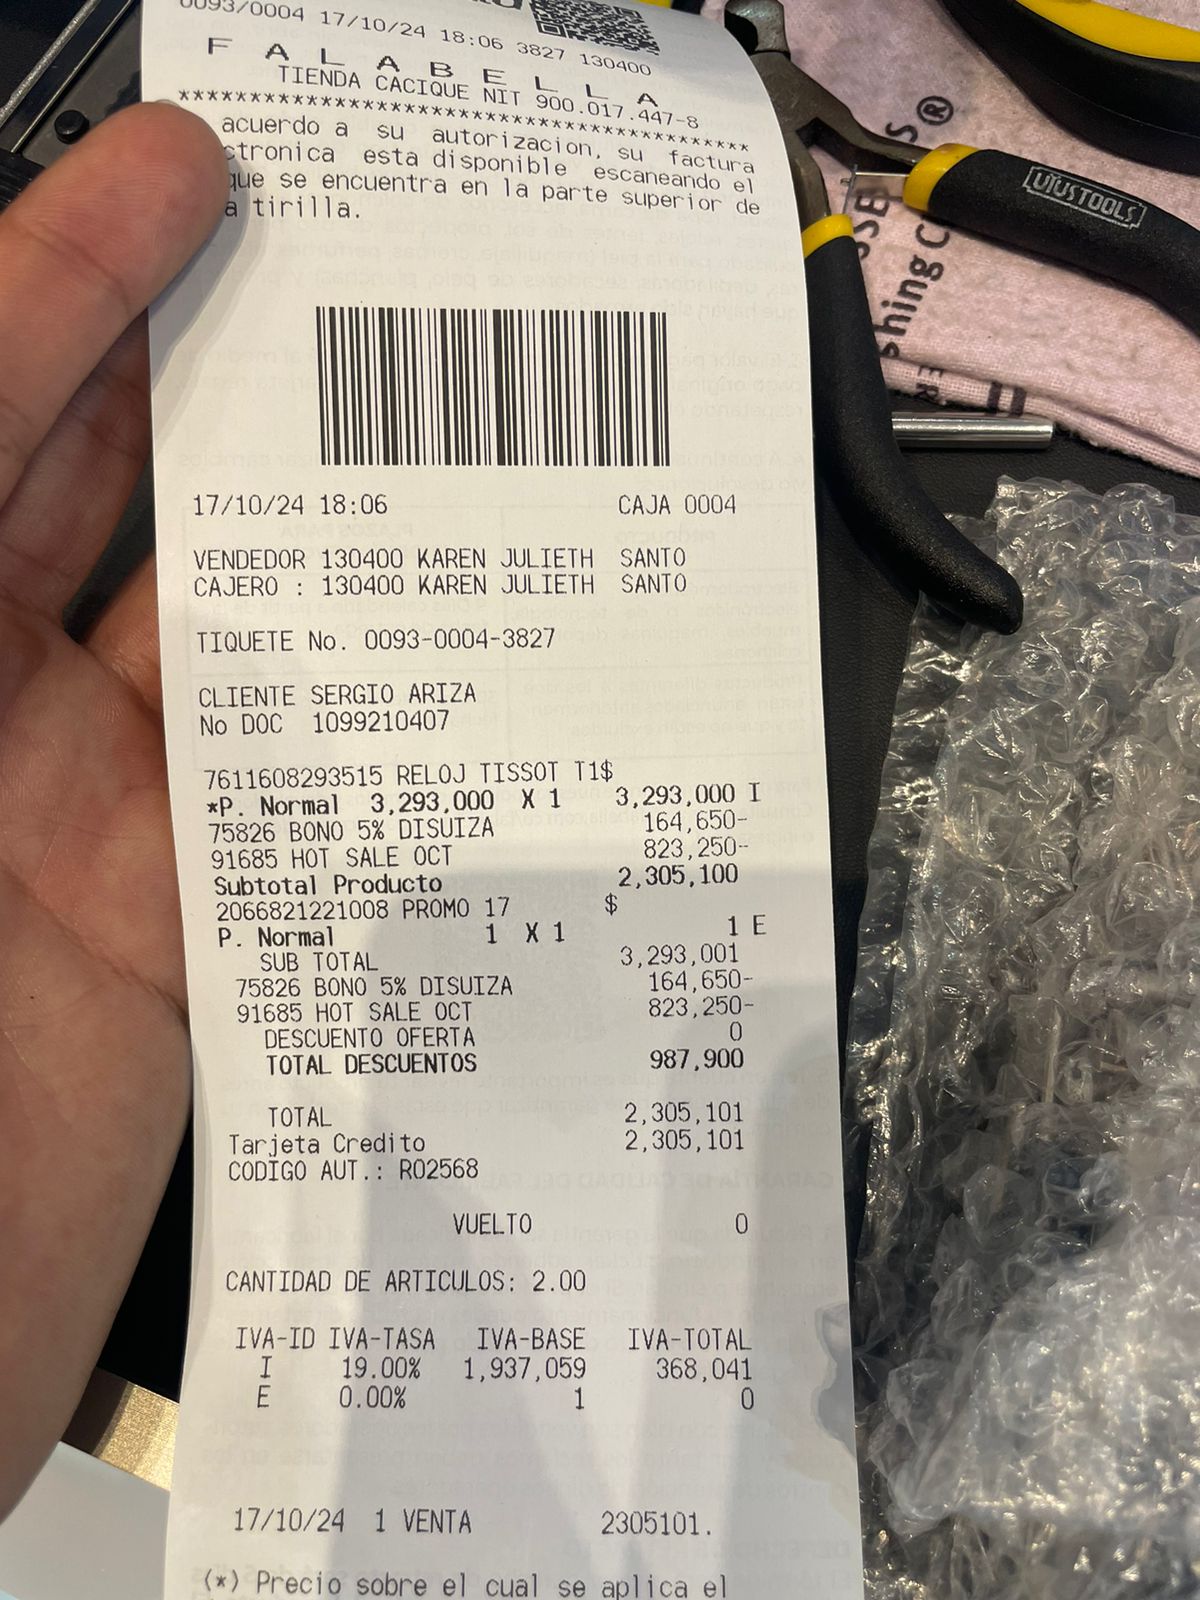 0093/0004 17/10/24 18:06 3827 130400
F A L A B E L L A
TIENDA CACIQUE NIT 900.017.447-8
****************************************
acuerdo a su autorizacion, su factura
ctronica esta disponible escaneando el
que se encuentra en la parte superior de
a tirilla.
17/10/24 18:06 CAJA 0004
VENDEDOR 130400 KAREN JULIETH SANTO
CAJERO : 130400 KAREN JULIETH SANTO
TIQUETE No. 0093-0004-3827
CLIENTE SERGIO ARIZA
No DOC 1099210407
7611608293515 RELOJ TISSOT T1$
*P. Normal 3,293,000 X 1 3,293,000 I
75826 BONO 5% DISUIZA 164,650-
91685 HOT SALE OCT 823,250-
Subtotal Producto 2,305,100
2066821221008 PROMO 17 $
P. Normal 1 X 1 1 E
SUB TOTAL 3,293,001
75826 BONO 5% DISUIZA 164,650-
91685 HOT SALE OCT 823,250-
DESCUENTO OFERTA 0
TOTAL DESCUENTOS 987,900
TOTAL 2,305,101
Tarjeta Credito 2,305,101
CODIGO AUT.: R02568
VUELTO 0
CANTIDAD DE ARTICULOS: 2.00
IVA-ID IVA-TASA IVA-BASE IVA-TOTAL
I 19.00% 1,937,059 368,041
E 0.00% 1 0
17/10/24 1 VENTA 2305101.
(*) Precio sobre el cual se aplica el
UYUSTOOLS